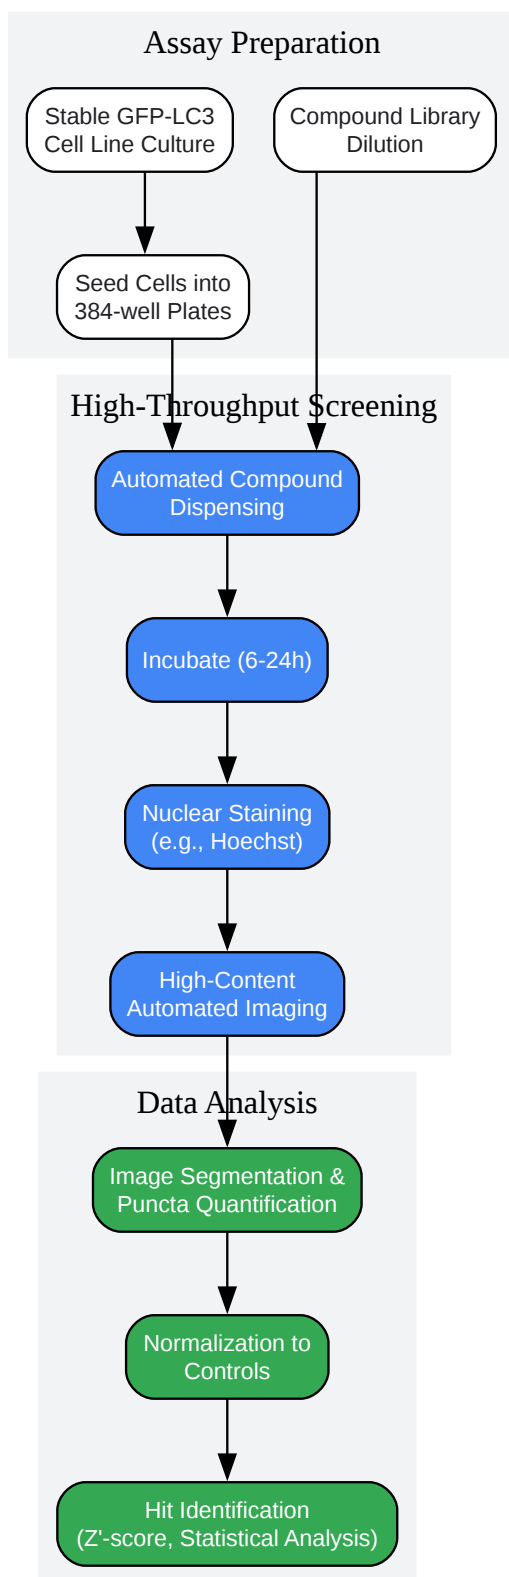 Assay Preparation
Stable GFP-LC3
Cell Line Culture
Compound Library
Dilution
Seed Cells into
384-well Plates
High-Throughput Screening
Automated Compound
Dispensing
Incubate (6-24h)
Nuclear Staining
(e.g., Hoechst)
High-Content
Automated Imaging
Data Analysis
Image Segmentation &
Puncta Quantification
Normalization to
Controls
Hit Identification
(Z'-score, Statistical Analysis)